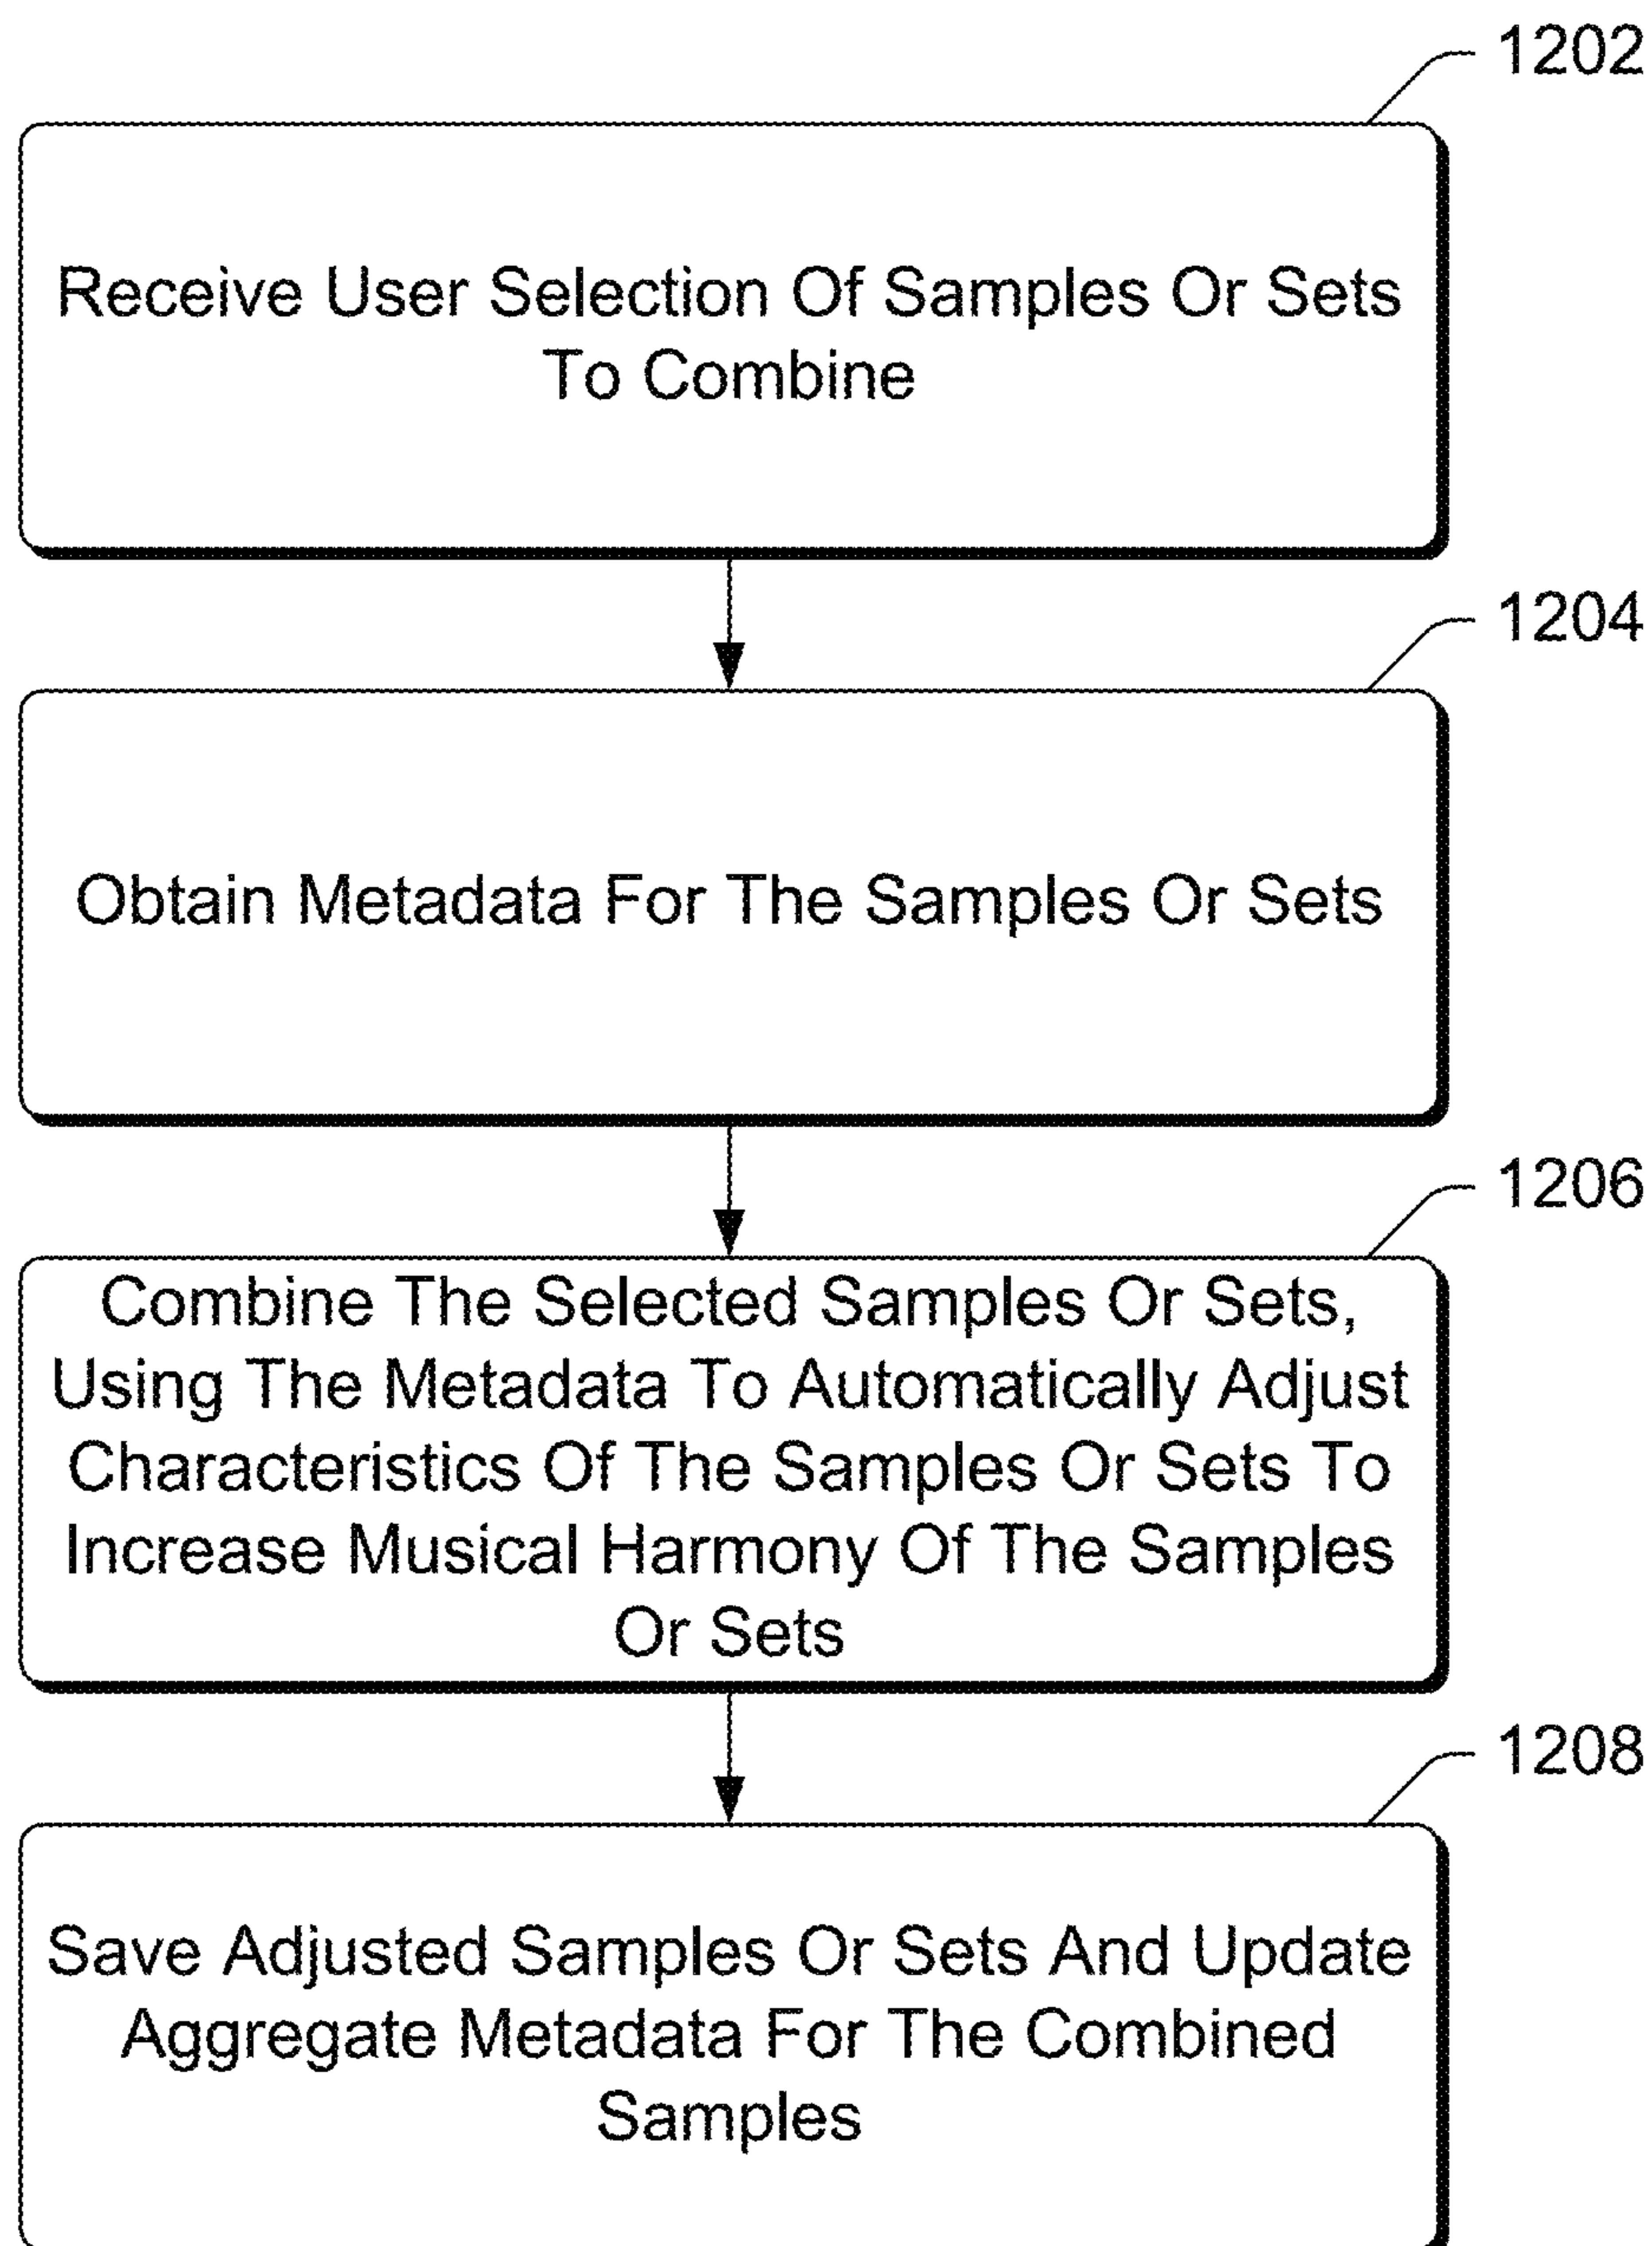 1202
Receive User Selection Of Samples Or Sets
To Combine
1204
Obtain Metadata For The Samples Or Sets
1206
Combine The Selected Samples Or Sets,
Using The Metadata To Automatically Adjust
Characteristics Of The Samples Or Sets To
Increase Musical Harmony Of The Samples
Or Sets
1208
Save Adjusted Samples Or Sets And Update
Aggregate Metadata For The Combined
Samples